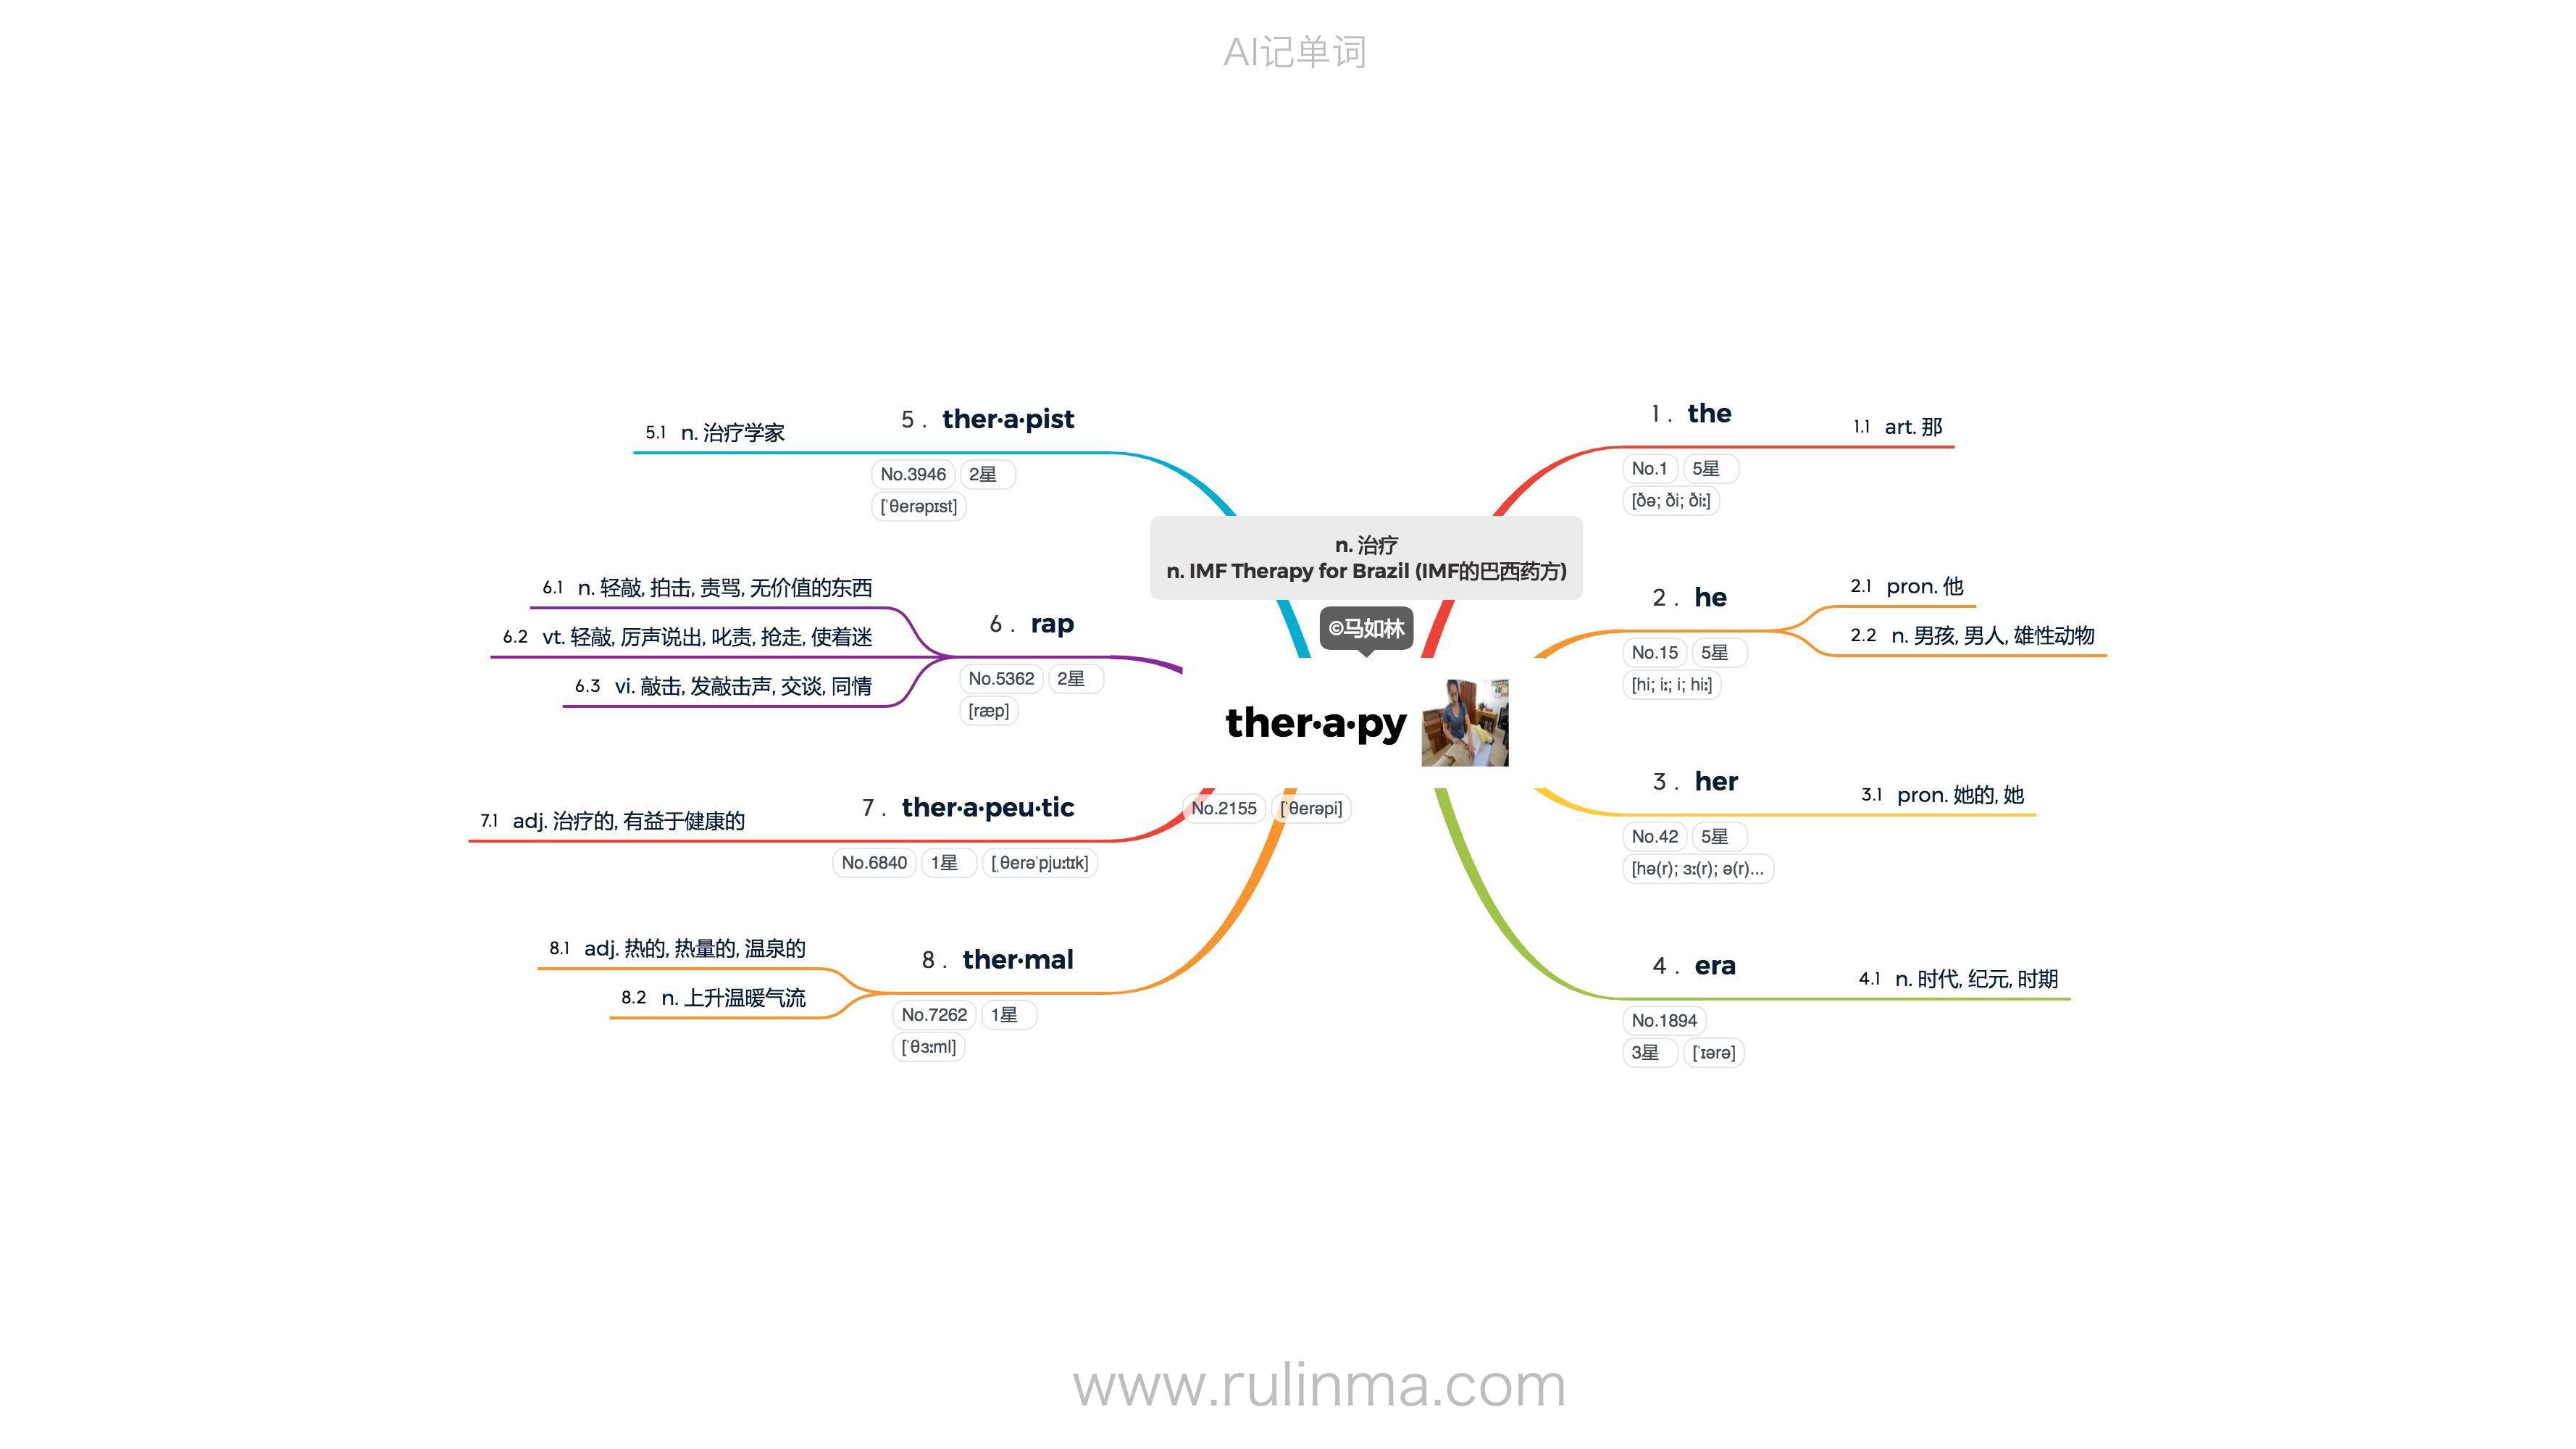 AI记单词
n. 治疗
n. IMF Therapy for Brazil (IMF的巴西药方)
©马如林
ther·a·py
No.2155 [ˈθerəpi]
1 . the
No.1 5星
[ðə; ði; ðiː]
1.1 art. 那
2 . he
No.15 5星
[hi; iː; i; hiː]
2.1 pron. 他
2.2 n. 男孩, 男人, 雄性动物
3 . her
No.42 5星
[hə(r); ɜː(r); ə(r)...
3.1 pron. 她的, 她
4 . era
No.1894
3星 [ˈɪərə]
4.1 n. 时代, 纪元, 时期
5 . ther·a·pist
No.3946 2星
[ˈθerəpɪst]
5.1 n. 治疗学家
6 . rap
No.5362 2星
[ræp]
6.1 n. 轻敲, 拍击, 责骂, 无价值的东西
6.2 vt. 轻敲, 厉声说出, 叱责, 抢走, 使着迷
6.3 vi. 敲击, 发敲击声, 交谈, 同情
7 . ther·a·peu·tic
No.6840 1星 [ˌθerəˈpjuːtɪk]
7.1 adj. 治疗的, 有益于健康的
8 . ther·mal
No.7262 1星
[ˈθɜːml]
8.1 adj. 热的, 热量的, 温泉的
8.2 n. 上升温暖气流
www.rulinma.com